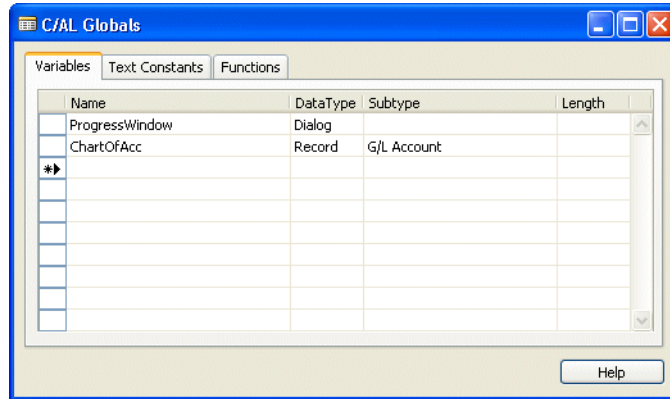 C/AL Globals
Variables Text Constants Functions
Name DataType Subtype Length
ProgressWindow Dialog
ChartOfAcc Record G/L Account
Help